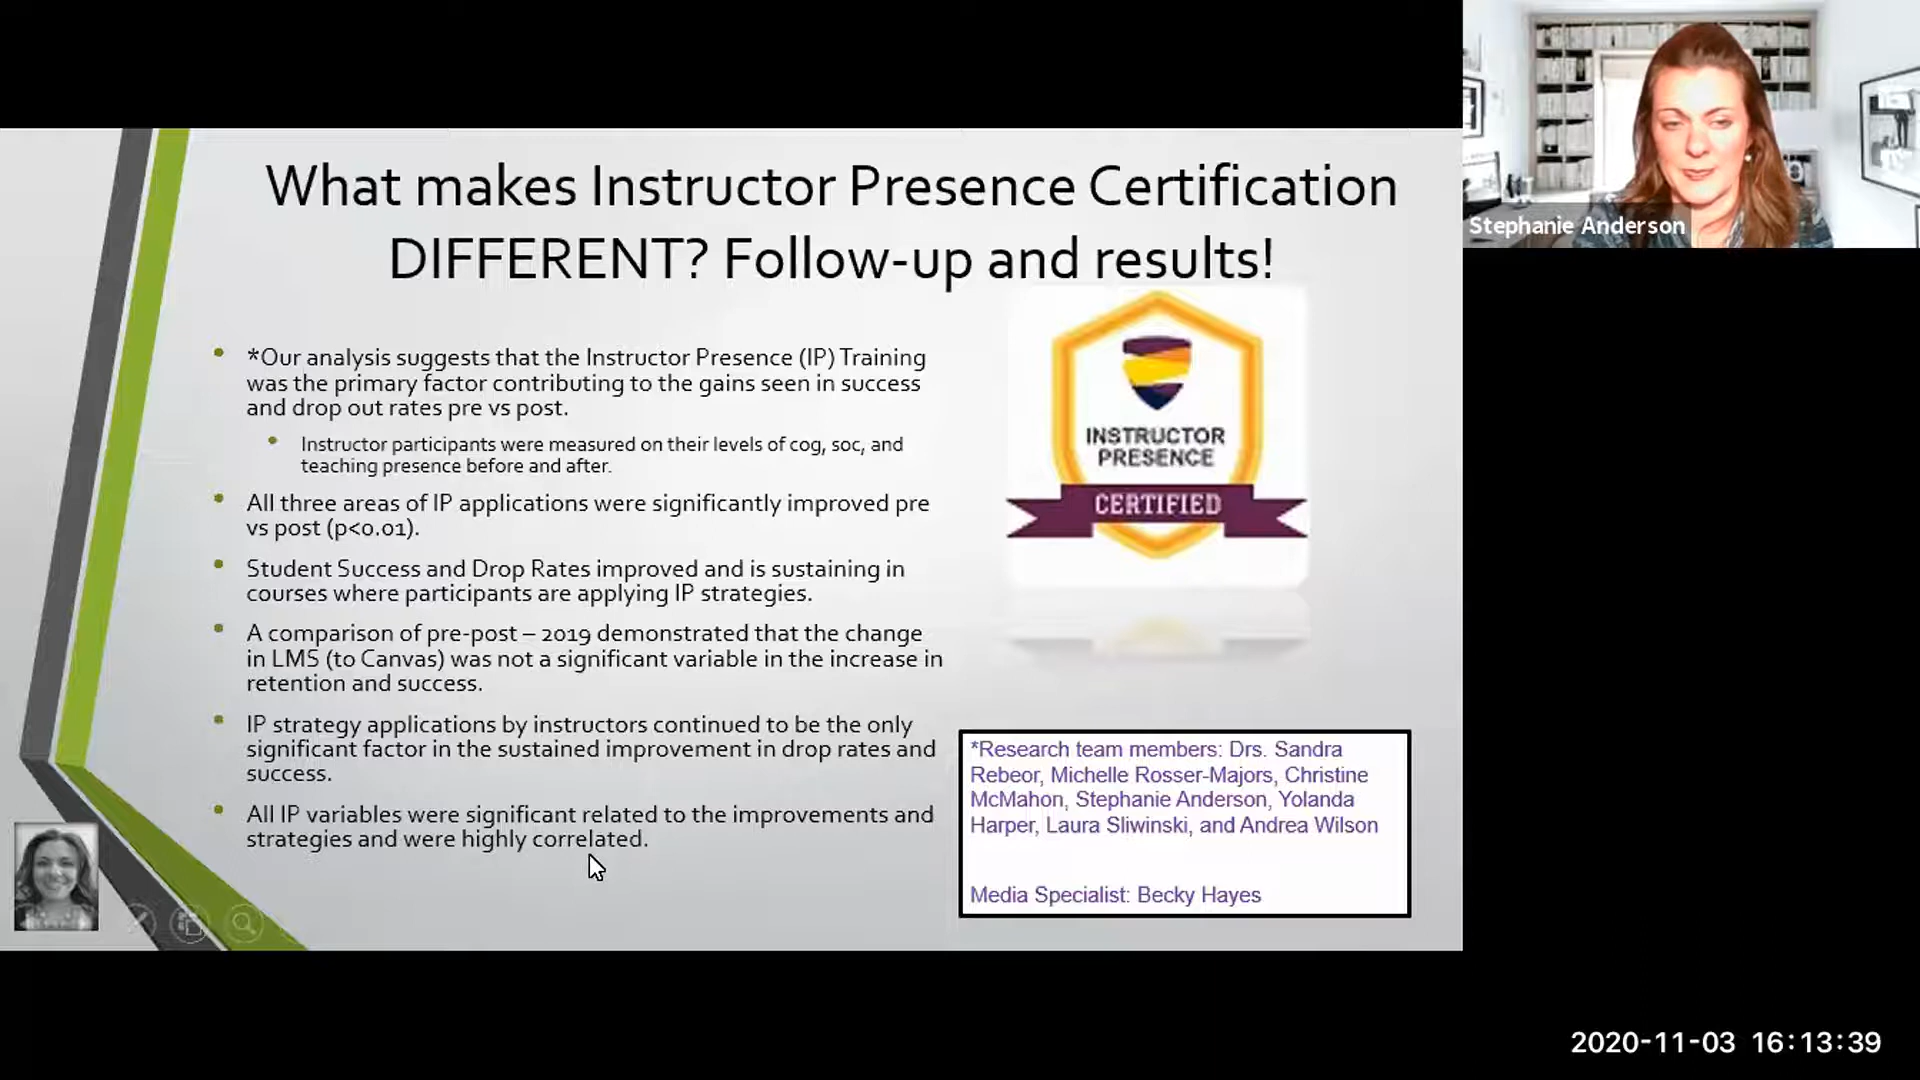 What makes Instructor Presence Certification
DIFFERENT? Follow-up and results!
*Our analysis suggests that the Instructor Presence (IP) Training
was the primary factor contributing to the gains seen in success
and drop out rates pre vs post.
Instructor participants were measured on their levels of cog, soc, and
teaching presence before and after.
All three areas of IP applications were significantly improved pre
vs post (p<0.01).
Student Success and Drop Rates improved and is sustaining in
courses where participants are applying IP strategies.
A comparison of pre-post – 2019 demonstrated that the change
in LMS (to Canvas) was not a significant variable in the increase in
retention and success.
IP strategy applications by instructors continued to be the only
significant factor in the sustained improvement in drop rates and
success.
All IP variables were significant related to the improvements and
strategies and were highly correlated.
INSTRUCTOR
PRESENCE
CERTIFIED
*Research team members: Drs. Sandra
Rebeor, Michelle Rosser-Majors, Christine
McMahon, Stephanie Anderson, Yolanda
Harper, Laura Sliwinski, and Andrea Wilson
Media Specialist: Becky Hayes
Stephanie Anderson
2020-11-03 16:13:39